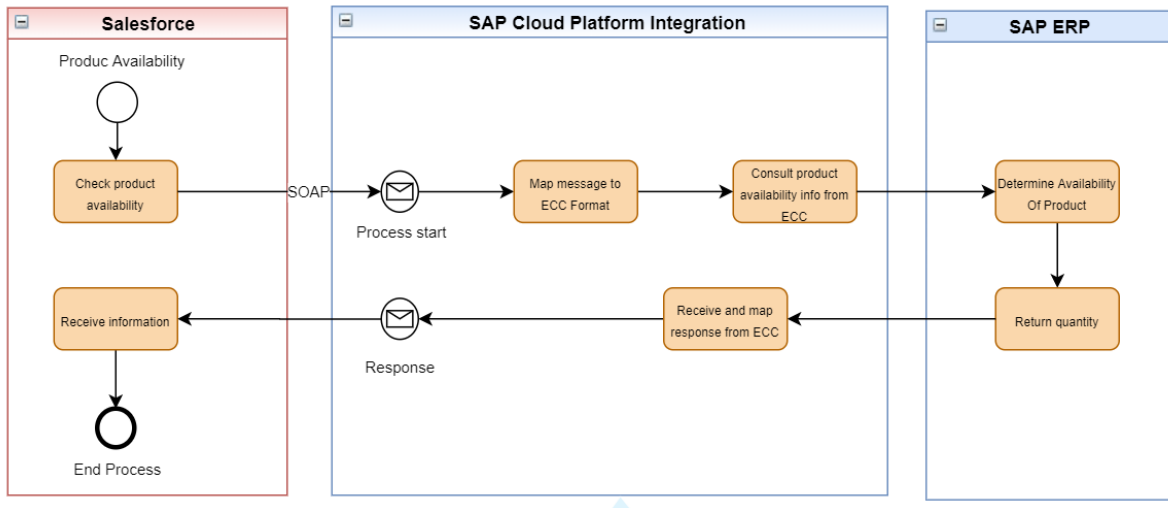 Salesforce
SAP Cloud Platform Integration
SAP ERP
Produc Availability
Check product
availability
SOAP
Process start
Map message to
ECC Format
Consult product
availability info from
ECC
Determine Availability
Of Product
Receive information
Response
Receive and map
response from ECC
Return quantity
End Process